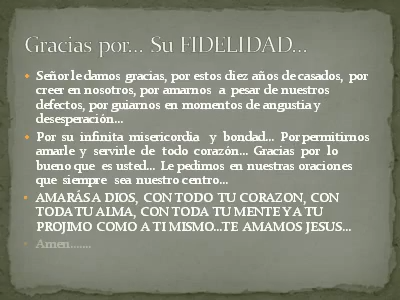 Gracias por... Su FIDELIDAD...
Señor le damos gracias, por estos diez años de casados, por
creer en nosotros, por amarnos a pesar de nuestros
defectos, por guiarnos en momentos de angustia y
desesperación...
Por su infinita misericordia y bondad... Por permitirnos
amarle y servirle de todo corazón... Gracias por lo
bueno que es usted... Le pedimos en nuestras oraciones
que siempre sea nuestro centro...
AMARÁS A DIOS, CON TODO TU CORAZON, CON
TODA TU ALMA, CON TODA TU MENTE Y A TU
PROJIMO COMO A TI MISMO...TE AMAMOS JESUS...
Amen.......